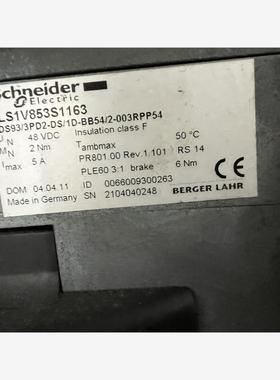 Schneider
Electric
LS1V853S1163
DS93/3PD2-DS/1D-BB54/2-003RPP54
UN 48 VDC Insulation class F
MN 2 Nm Tambmax 50 °C
Imax 5 A PR801.00 Rev.1.101 RS 14
PLE60 3:1 brake 6 Nm
DOM 04.04.11 ID 0066009300263
Made in Germany SN 2104040248 BERGER LAHR